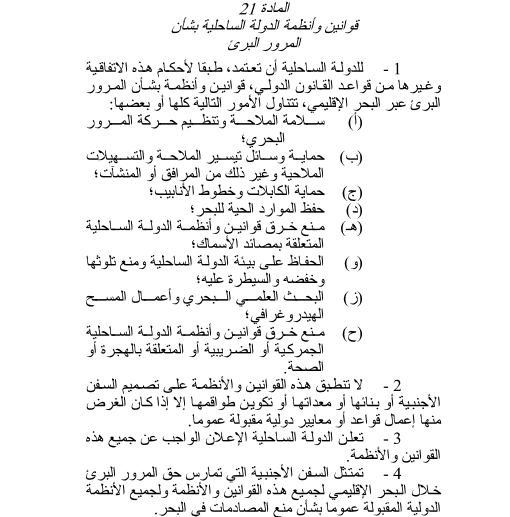 المادة 21
قوانين وأنظمة الدولة الساحلية بشأن
المرور البرئ
1 - للدولة الساحلية أن تعتمد، طبقا لأحكام هذه الاتفاقية
وغيرها من قواعد القانون الدولي، قوانين وأنظمة بشأن المرور
البرئ عبر البحر الإقليمي، تتناول الأمور التالية كلها أو بعضها:
(أ) سلامة الملاحة وتنظيم حركة المرور
البحري؛
(ب) حماية وسائل تيسير الملاحة والتسهيلات
الملاحية وغير ذلك من المرافق أو المنشآت؛
(ج) حماية الكابلات وخطوط الأنابيب؛
(د) حفظ الموارد الحية للبحر؛
(هـ) منع خرق قوانين وأنظمة الدولة الساحلية
المتعلقة بمصائد الأسماك؛
(و) الحفاظ على بيئة الدولة الساحلية ومنع تلوثها
وخفضه والسيطرة عليه؛
(ز) البحث العلمي البحري وأعمال المسح
الهيدروغرافي؛
(ح) منع خرق قوانين وأنظمة الدولة الساحلية
الجمركية أو الضريبية أو المتعلقة بالهجرة أو
الصحة.
2 - لا تنطبق هذه القوانين والأنظمة على تصميم السفن
الأجنبية أو بنائها أو معداتها أو تكوين طواقمها إلا إذا كان الغرض
منها إعمال قواعد أو معايير دولية مقبولة عموما.
3 - تعلن الدولة الساحلية الإعلان الواجب عن جميع هذه
القوانين والأنظمة.
4 - تمتثل السفن الأجنبية التي تمارس حق المرور البرئ
خلال البحر الإقليمي لجميع هذه القوانين والأنظمة ولجميع الأنظمة
الدولية المقبولة عموما بشأن منع المصادمات في البحر.